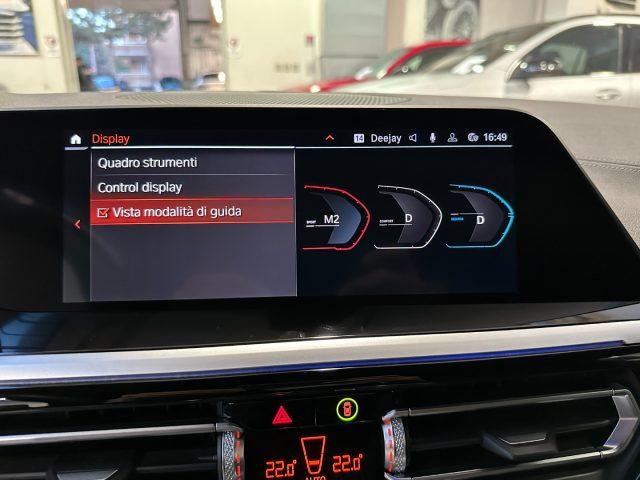 Display
14 Deejay 16:49
Quadro strumenti
Control display
Vista modalità di guida
SPORT M2
COMFORT D
D
22.0 22.0
AUTO